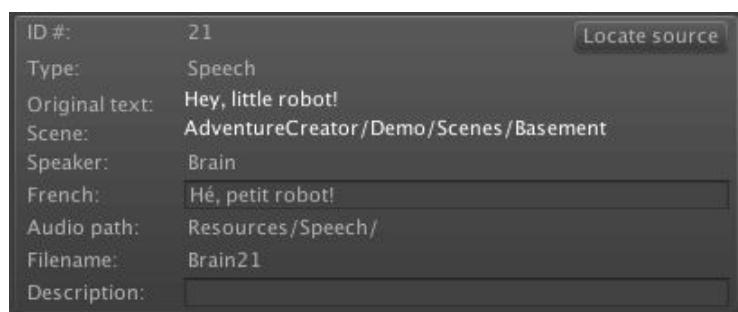 ID #: 21 Locate source
Type: Speech
Original text: Hey, little robot!
Scene: AdventureCreator/Demo/Scenes/Basement
Speaker: Brain
French: Hé, petit robot!
Audio path: Resources/Speech/
Filename: Brain21
Description: